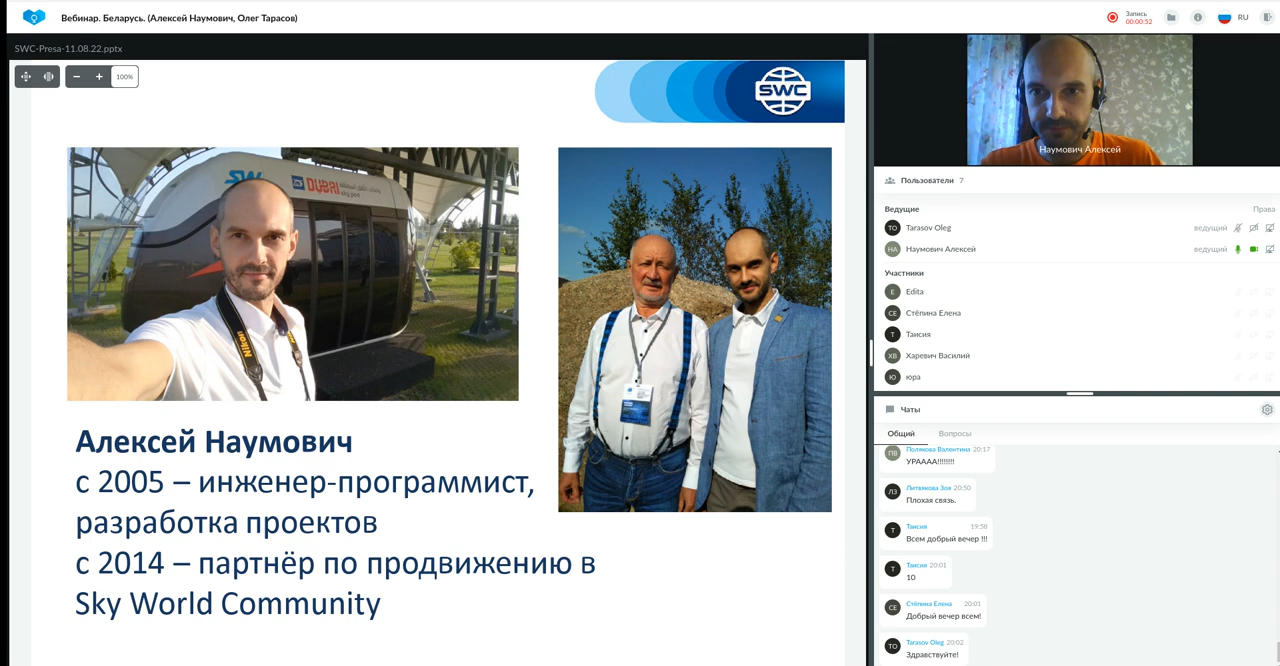 Вебинар. Беларусь. (Алексей Наумович, Олег Тарасов)
Запись
00:00:52
RU
SWC-Presa-11.08.22.pptx
100%
SWC
SW
DUBAI
sky pod
Nikon
Алексей Наумович
с 2005 – инженер-программист,
разработка проектов
с 2014 – партнёр по продвижению в
Sky World Community
Наумович Алексей
Пользователи 7
Ведущие Права
TO Tarasov Oleg ведущий
НА Наумович Алексей ведущий
Участники
E Edita
СЕ Стёпина Елена
Т Таисия
ХВ Харевич Василий
Ю юра
Чаты
Общий Вопросы
ПВ Полякова Валентина 20:17
УРАААА!!!!!!!!
ЛЗ Литвякова Зоя 20:50
Плохая связь.
Т Таисия 19:58
Всем добрый вечер !!!
Т Таисия 20:01
10
СЕ Стёпина Елена 20:01
Добрый вечер всем!
TO Tarasov Oleg 20:02
Здравствуйте!